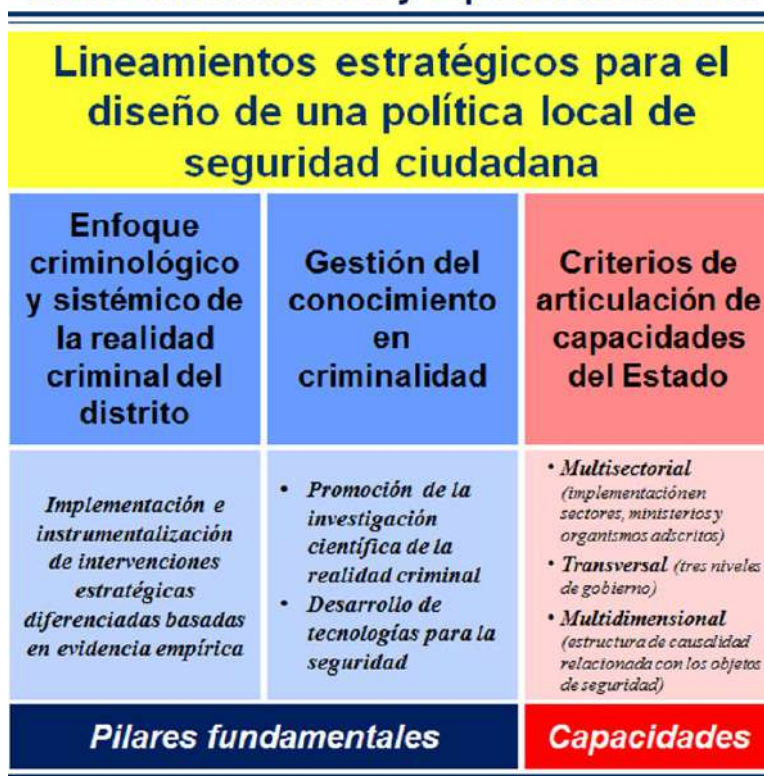 Lineamientos estratégicos para el
diseño de una política local de
seguridad ciudadana
Enfoque
criminológico
y sistémico de
la realidad
criminal del
distrito
Gestión del
conocimiento
en
criminalidad
Criterios de
articulación de
capacidades
del Estado
Implementación e
instrumentalización
de intervenciones
estratégicas
diferenciadas basadas
en evidencia empírica
• Promoción de la
investigación
científica de la
realidad criminal
• Desarrollo de
tecnologías para la
seguridad
• Multisectorial
(implementaciónen
sectores, ministerios y
organismos adscritos)
• Transversal (tres niveles
de gobierno)
• Multidimensional
(estructura de causalidad
relacionada con los objetos
de seguridad)
Pilares fundamentales
Capacidades